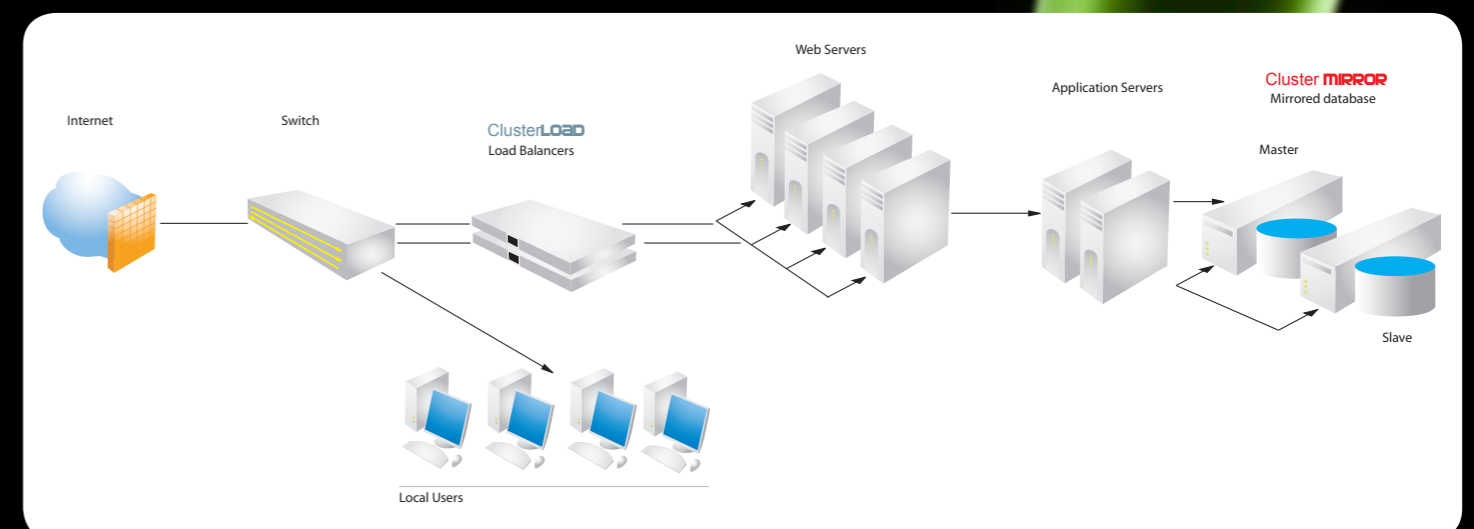 Internet
Switch
ClusterLOAD
Load Balancers
Web Servers
Application Servers
Cluster MIRROR
Mirrored database
Master
Slave
Local Users